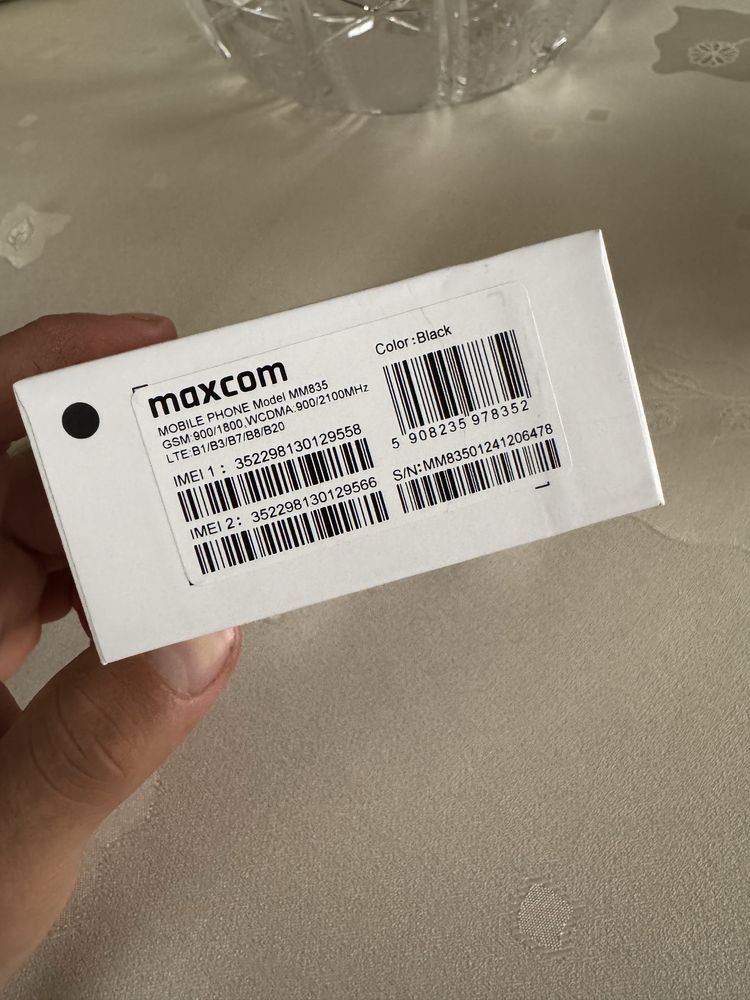 maxcom
MOBILE PHONE Model MM835
GSM:900/1800,WCDMA:900/2100MHz
LTE:B1/B3/B7/B8/B20
IMEI 1 : 352298130129558
IMEI 2 : 352298130129566
Color:Black
5 908235 978352
S/N:MM83501241206478